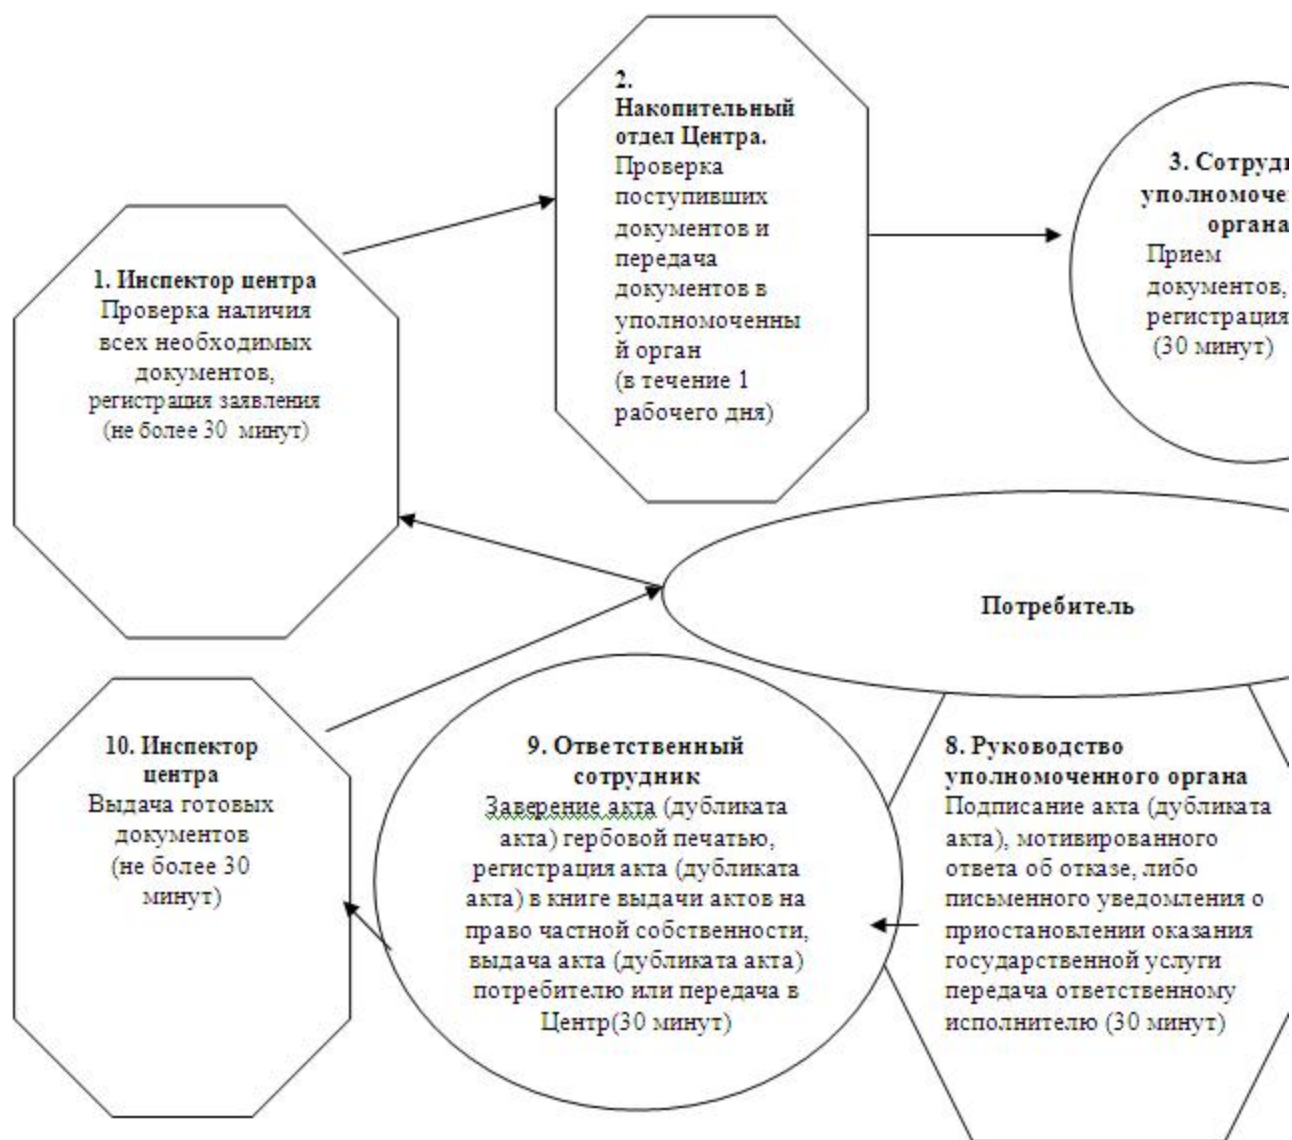 1. Инспектор центра
Проверка наличия
всех необходимых
документов,
регистрация заявления
(не более 30 минут)
2.
Накопительный
отдел Центра.
Проверка
поступивших
документов и
передача
документов в
уполномоченны
й орган
(в течение 1
рабочего дня)
3. Сотруд
уполномоче
органа
Прием
документов,
регистрация
(30 минут)
Потребитель
10. Инспектор
центра
Выдача готовых
документов
(не более 30
минут)
9. Ответственный
сотрудник
Заверение акта (дубликата
акта) гербовой печатью,
регистрация акта (дубликата
акта) в книге выдачи актов на
право частной собственности,
выдача акта (дубликата акта)
потребителю или передача в
Центр(30 минут)
8. Руководство
уполномоченного органа
Подписание акта (дубликата
акта), мотивированного
ответа об отказе, либо
письменного уведомления о
приостановлении оказания
государственной услуги
передача ответственному
исполнителю (30 минут)